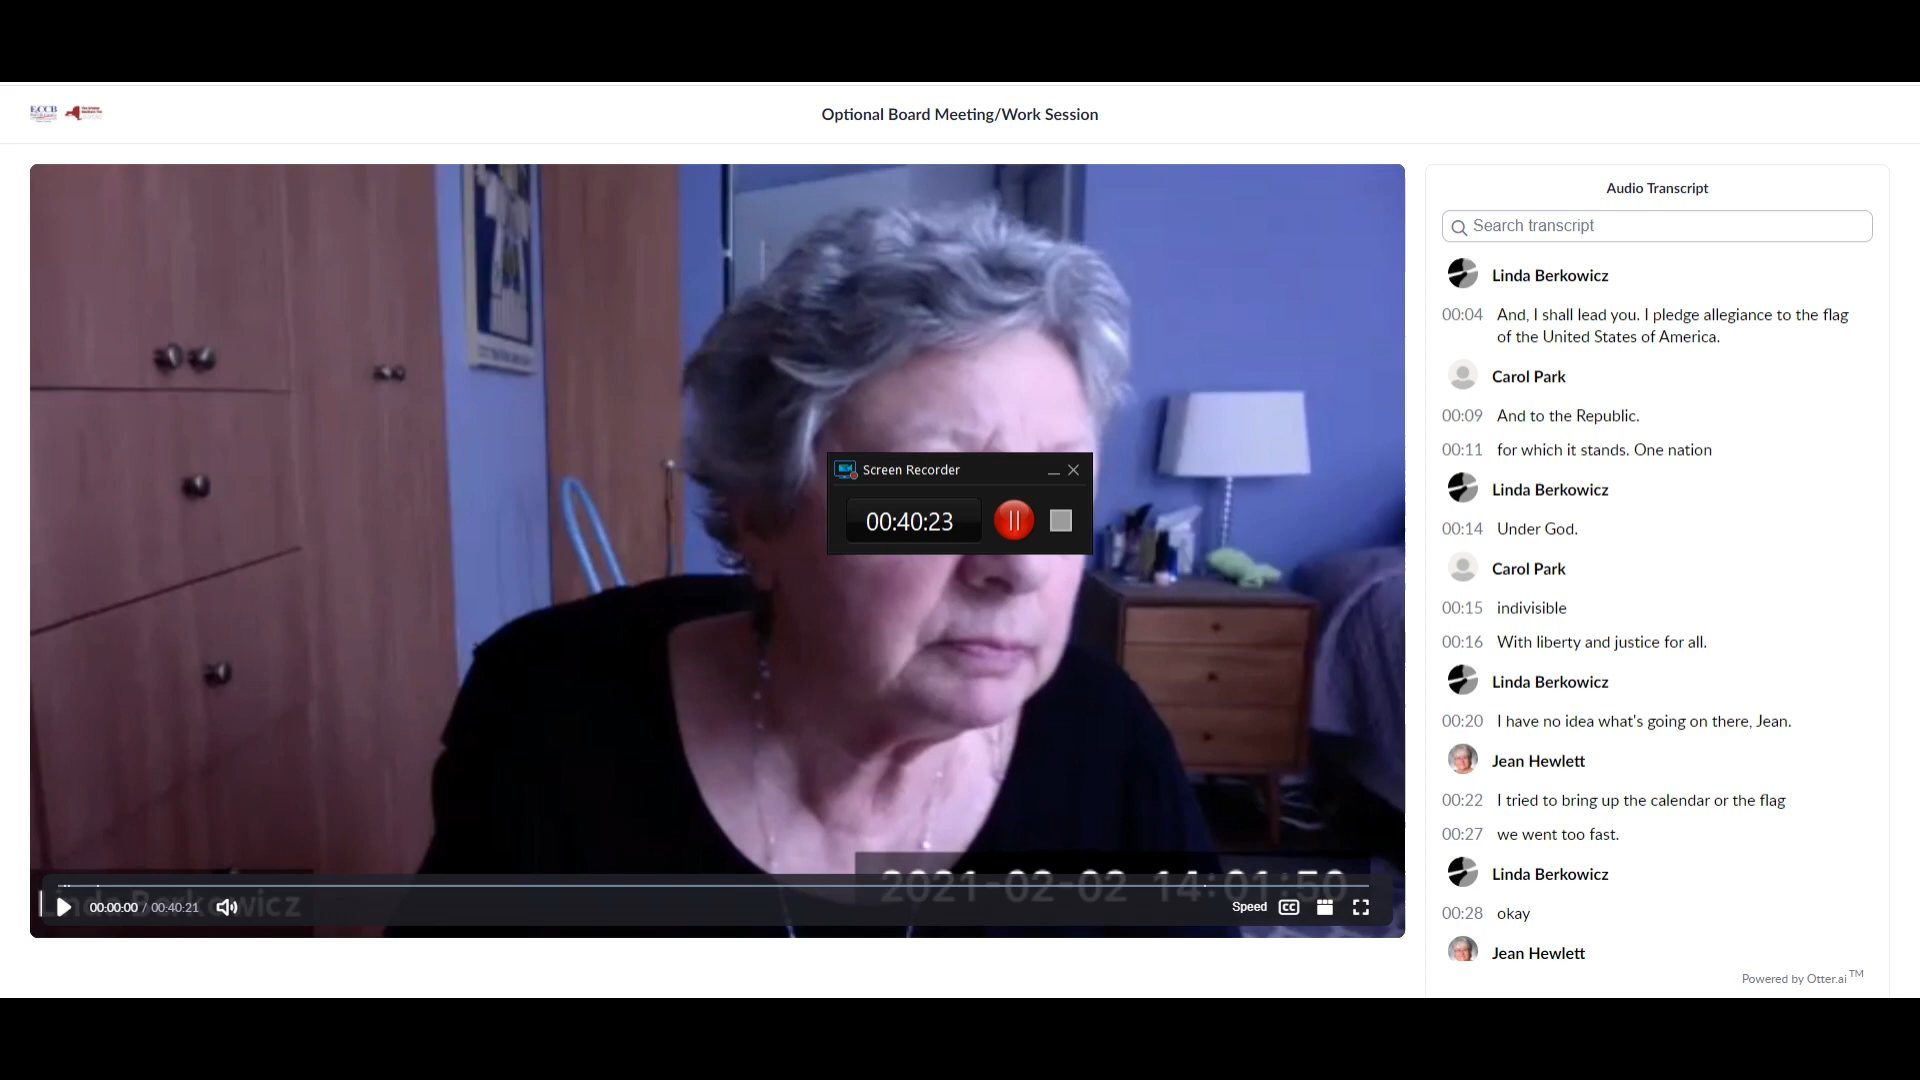 ECCB
Optional Board Meeting/Work Session
Audio Transcript
Search transcript
Linda Berkowicz
00:04 And, I shall lead you. I pledge allegiance to the flag
of the United States of America.
Carol Park
00:09 And to the Republic.
00:11 for which it stands. One nation
Linda Berkowicz
00:14 Under God.
Carol Park
00:15 indivisible
00:16 With liberty and justice for all.
Linda Berkowicz
00:20 I have no idea what's going on there, Jean.
Jean Hewlett
00:22 I tried to bring up the calendar or the flag
00:27 we went too fast.
Linda Berkowicz
00:28 okay
Jean Hewlett
Powered by Otter.ai TM
Screen Recorder
00:40:23
2021-02-02 14:01:50
Linda Berkowicz
00:00:00 / 00:40:21
Speed
CC